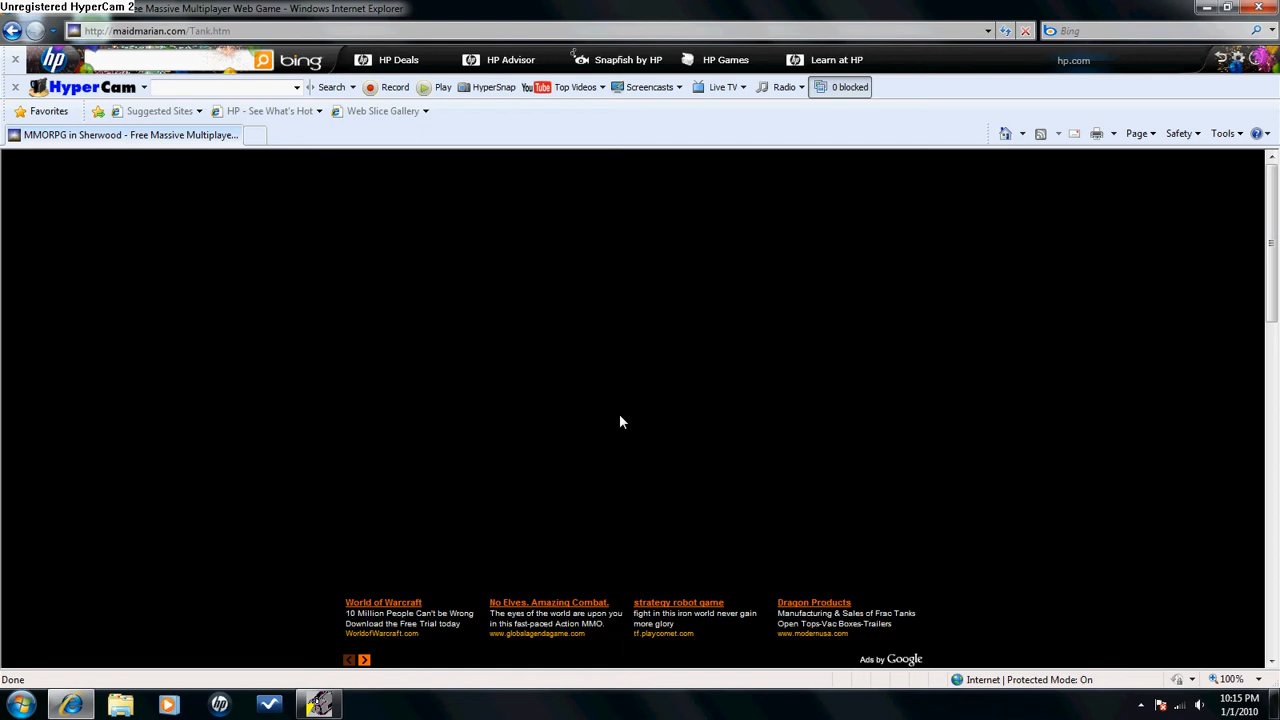 Unregistered HyperCam 2
ee Massive Multiplayer Web Game - Windows Internet Explorer
http://maidmarian.com/Tank.htm
Bing
hp
bing
HP Deals
HP Advisor
Snapfish by HP
HP Games
Learn at HP
hp.com
HyperCam
Search
Record
Play
HyperSnap
YouTube Top Videos
Screencasts
Live TV
Radio
0 blocked
Favorites
Suggested Sites
HP - See What's Hot
Web Slice Gallery
MMORPG in Sherwood - Free Massive Multiplaye...
Page
Safety
Tools
World of Warcraft
10 Million People Can't be Wrong
Download the Free Trial today
WorldofWarcraft.com
No Elves. Amazing Combat.
The eyes of the world are upon you
in this fast-paced Action MMO.
www.globalagendagame.com
strategy robot game
fight in this iron world never gain
more glory
tf.playcomet.com
Dragon Products
Manufacturing & Sales of Frac Tanks
Open Tops-Vac Boxes-Trailers
www.modernusa.com
Ads by Google
Done
Internet | Protected Mode: On
100%
hp
10:15 PM
1/1/2010